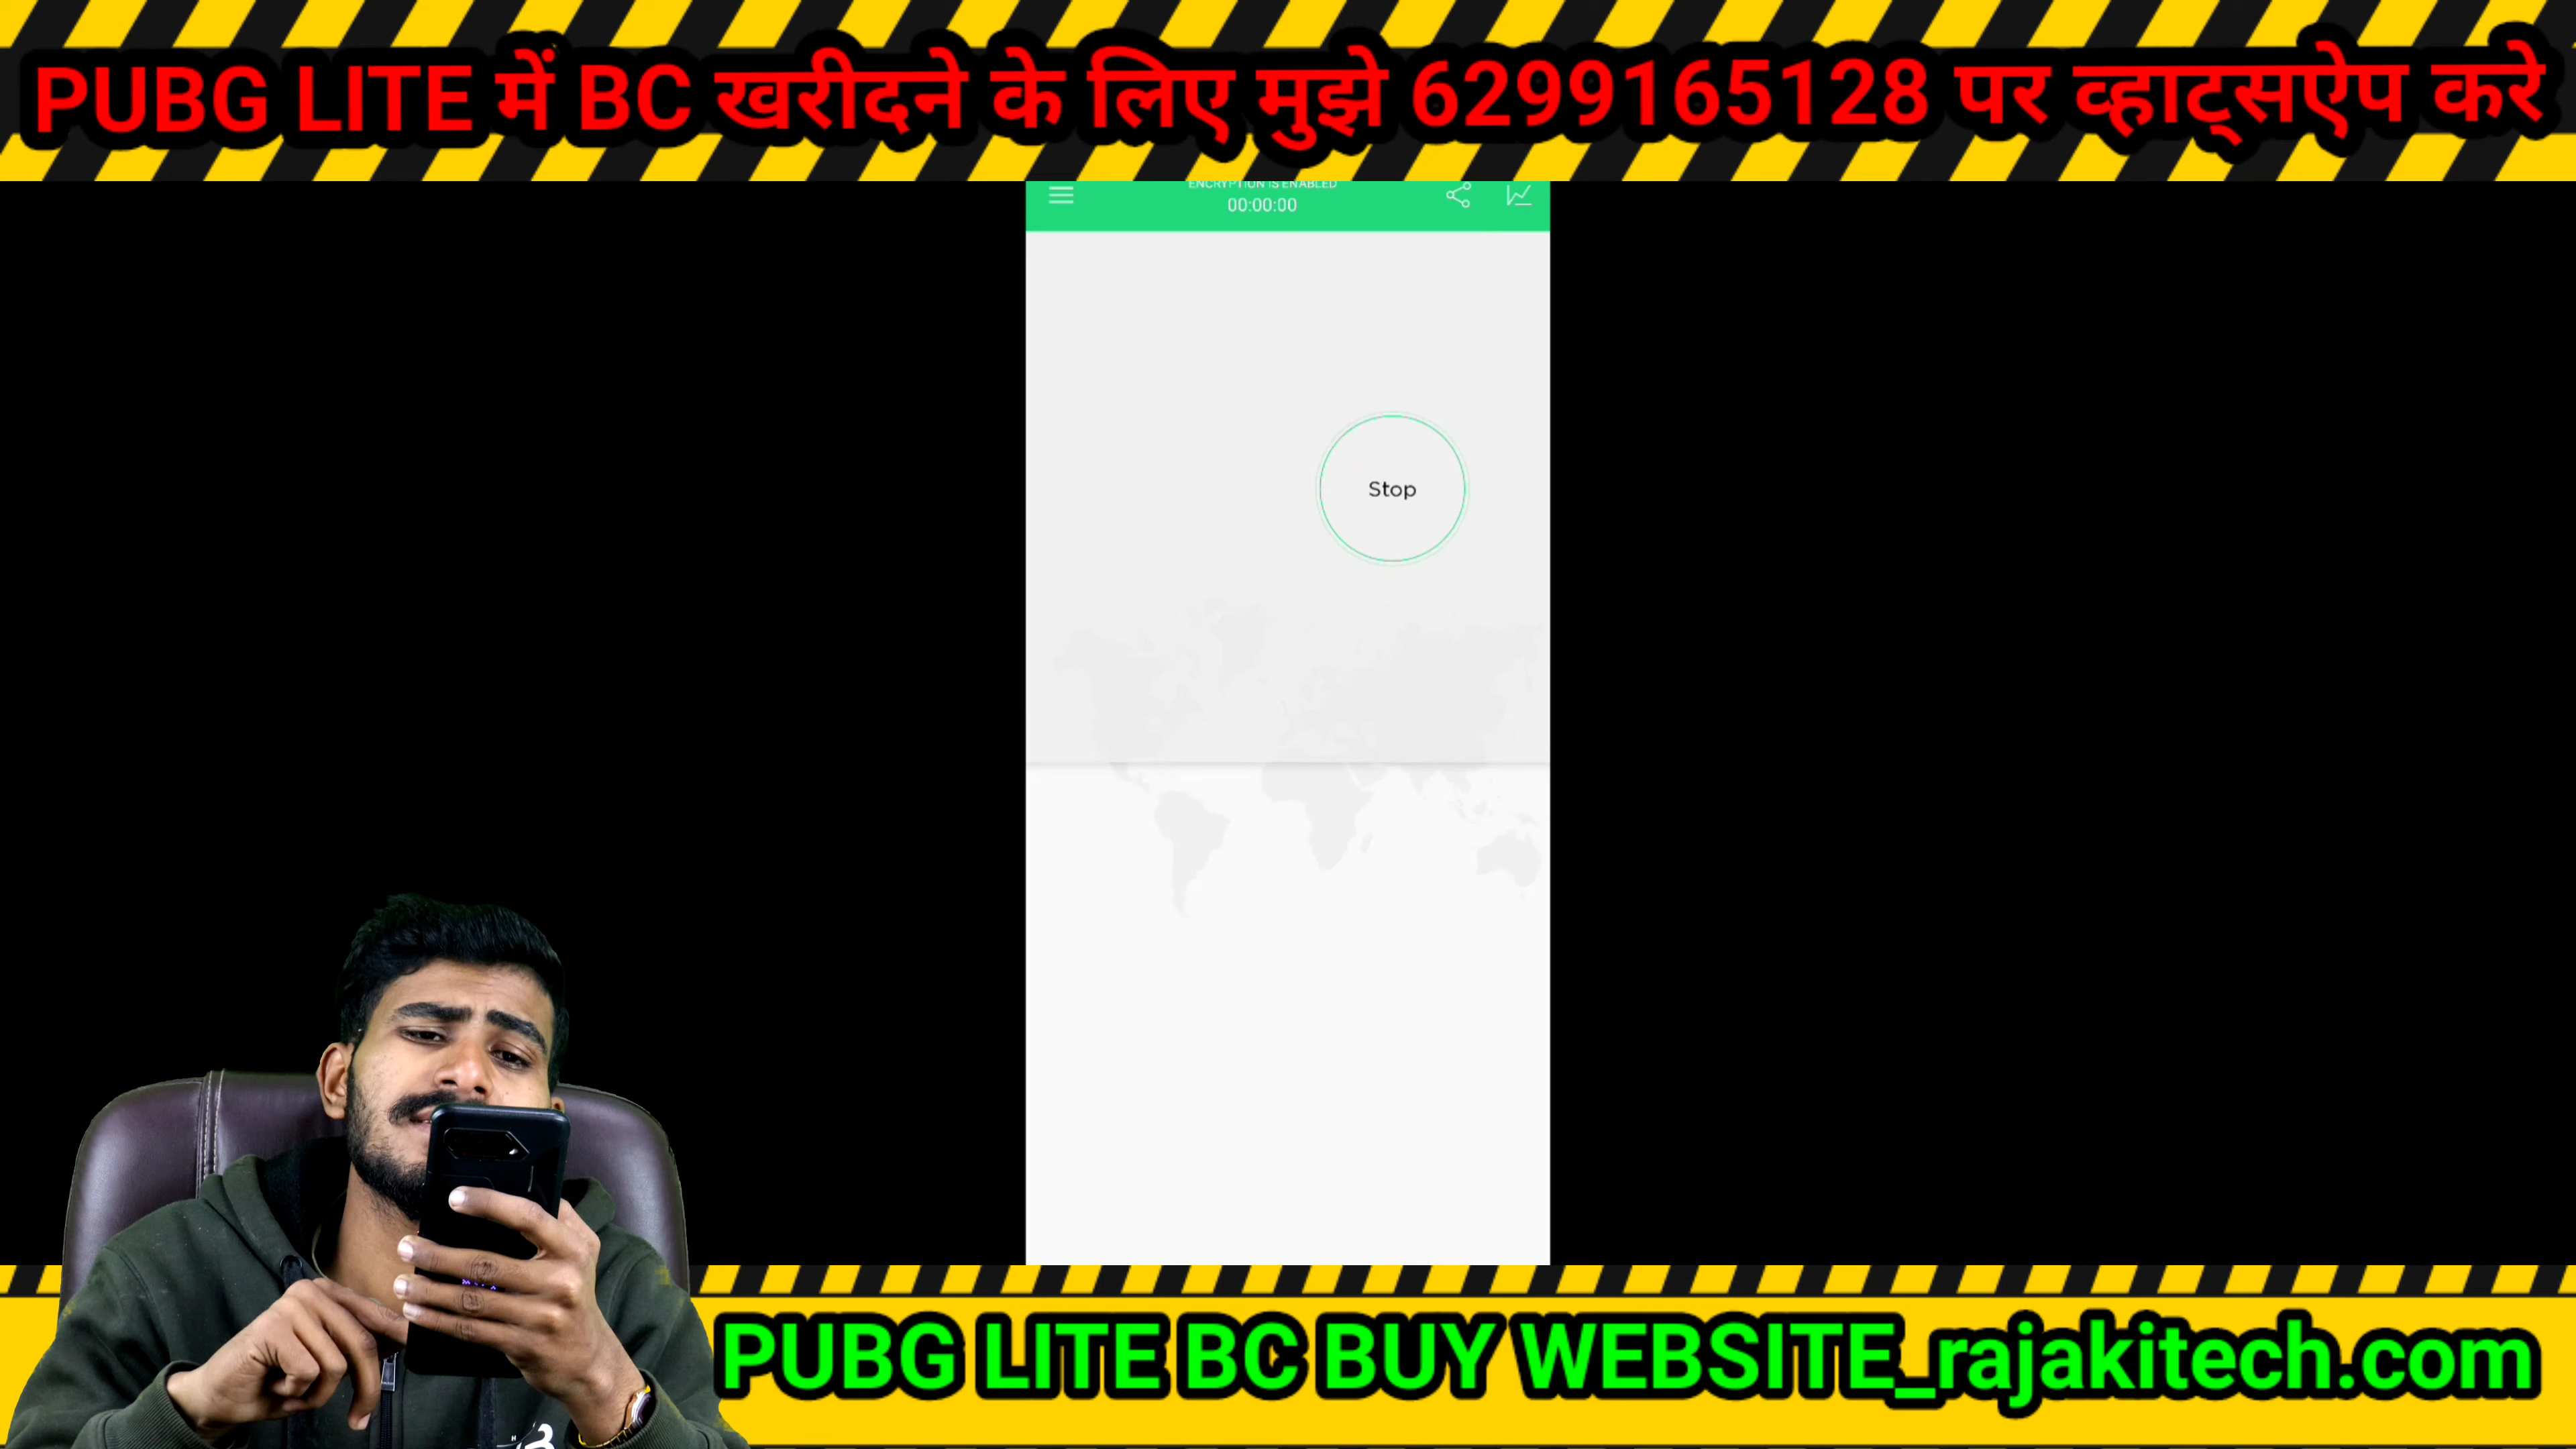 PUBG LITE में BC खरीदने के लिए मुझे 6299165128 पर व्हाट्सऐप करे
ENCRYPTION IS ENABLED
00:00:00
Stop
PUBG LITE BC BUY WEBSITE_rajakitech.com